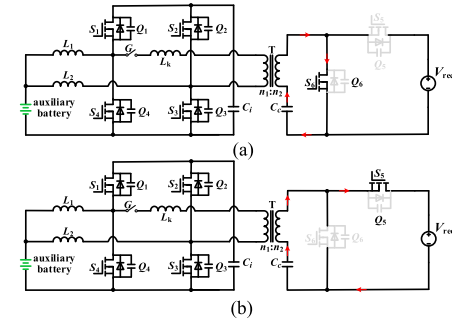 S1 Q1 S2 Q2 S5
L1 G Lk T Q5
L2 S6 Q6 Vrec
auxiliary battery S4 Q4 S3 Q3 Ci n1:n2 Cc
(a)
S1 Q1 S2 Q2 S5
L1 G Lk T Q5
L2 S6 Q6 Vrec
auxiliary battery S4 Q4 S3 Q3 Ci n1:n2 Cc
(b)